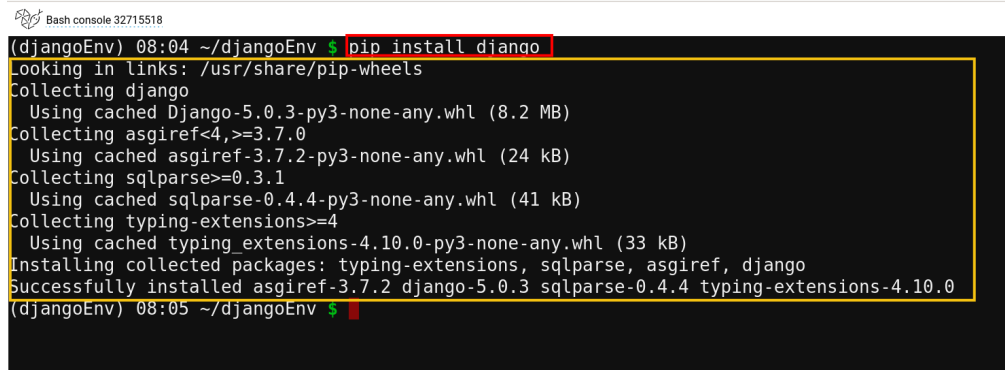 Bash console 32715518
(djangoEnv) 08:04 ~/djangoEnv $ pip install django
Looking in links: /usr/share/pip-wheels
Collecting django
  Using cached Django-5.0.3-py3-none-any.whl (8.2 MB)
Collecting asgiref<4,>=3.7.0
  Using cached asgiref-3.7.2-py3-none-any.whl (24 kB)
Collecting sqlparse>=0.3.1
  Using cached sqlparse-0.4.4-py3-none-any.whl (41 kB)
Collecting typing-extensions>=4
  Using cached typing_extensions-4.10.0-py3-none-any.whl (33 kB)
Installing collected packages: typing-extensions, sqlparse, asgiref, django
Successfully installed asgiref-3.7.2 django-5.0.3 sqlparse-0.4.4 typing-extensions-4.10.0
(djangoEnv) 08:05 ~/djangoEnv $